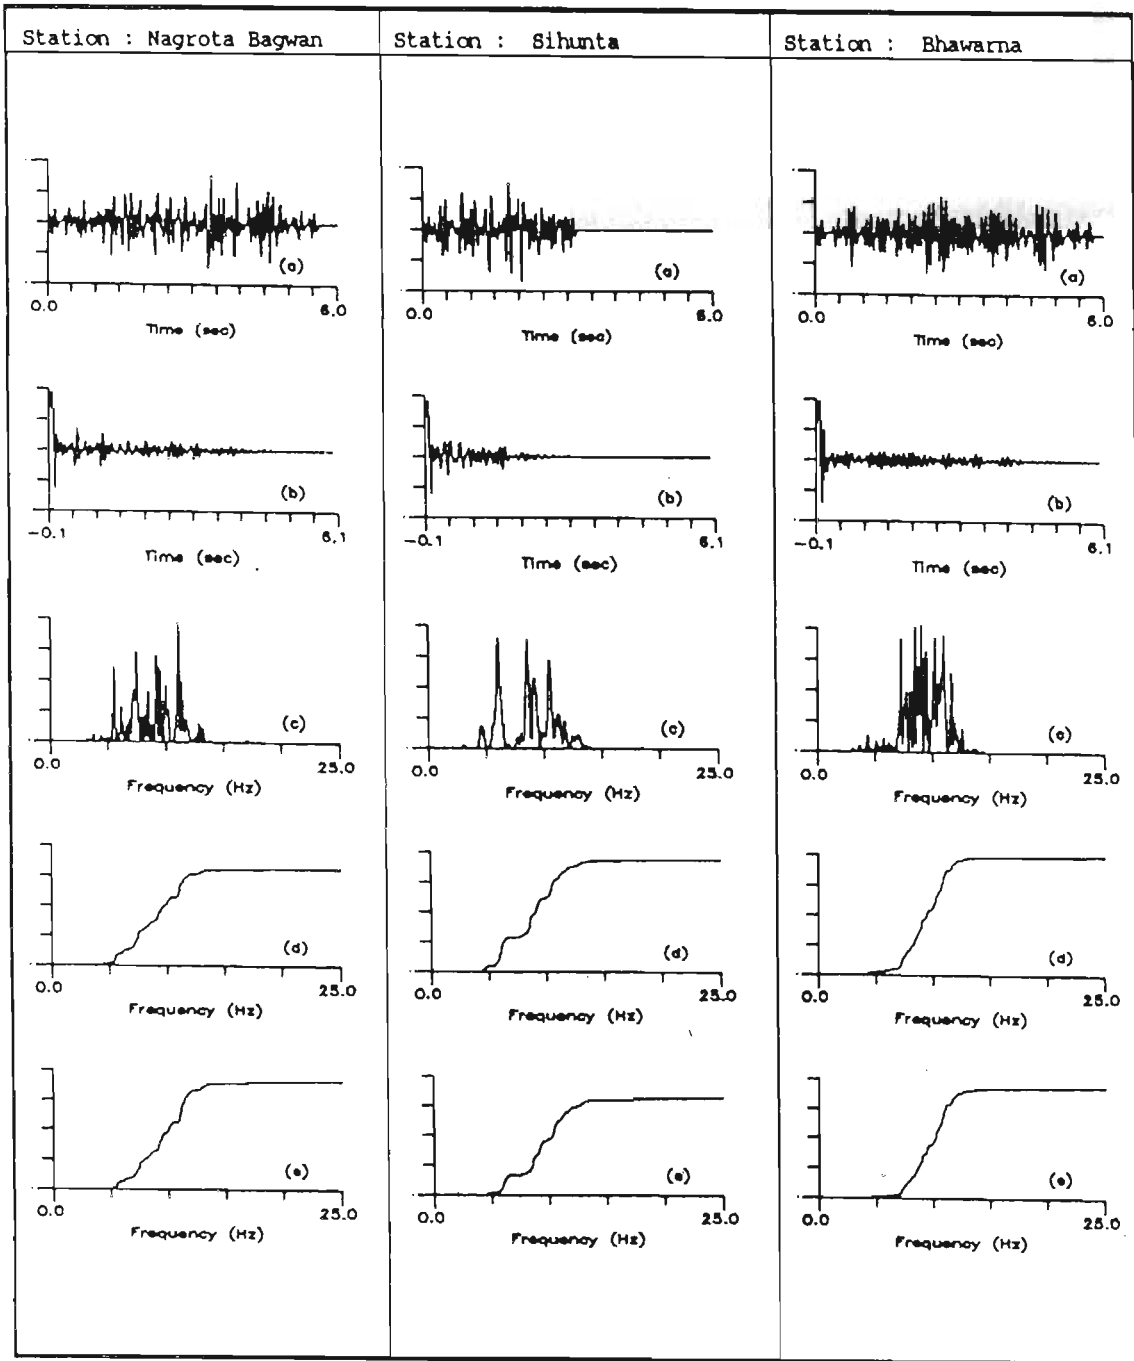 Station : Nagrota Bagwan
(a)
0.0 6.0
Time (sec)
(b)
-0.1 6.1
Time (sec)
(c)
0.0 25.0
Frequency (Hz)
(d)
0.0 25.0
Frequency (Hz)
(e)
0.0 25.0
Frequency (Hz)
Station : Sihunta
(a)
0.0 6.0
Time (sec)
(b)
-0.1 6.1
Time (sec)
(c)
0.0 25.0
Frequency (Hz)
(d)
0.0 25.0
Frequency (Hz)
(e)
0.0 25.0
Frequency (Hz)
Station : Bhawarna
(a)
0.0 6.0
Time (sec)
(b)
-0.1 6.1
Time (sec)
(c)
0.0 25.0
Frequency (Hz)
(d)
0.0 25.0
Frequency (Hz)
(e)
0.0 25.0
Frequency (Hz)